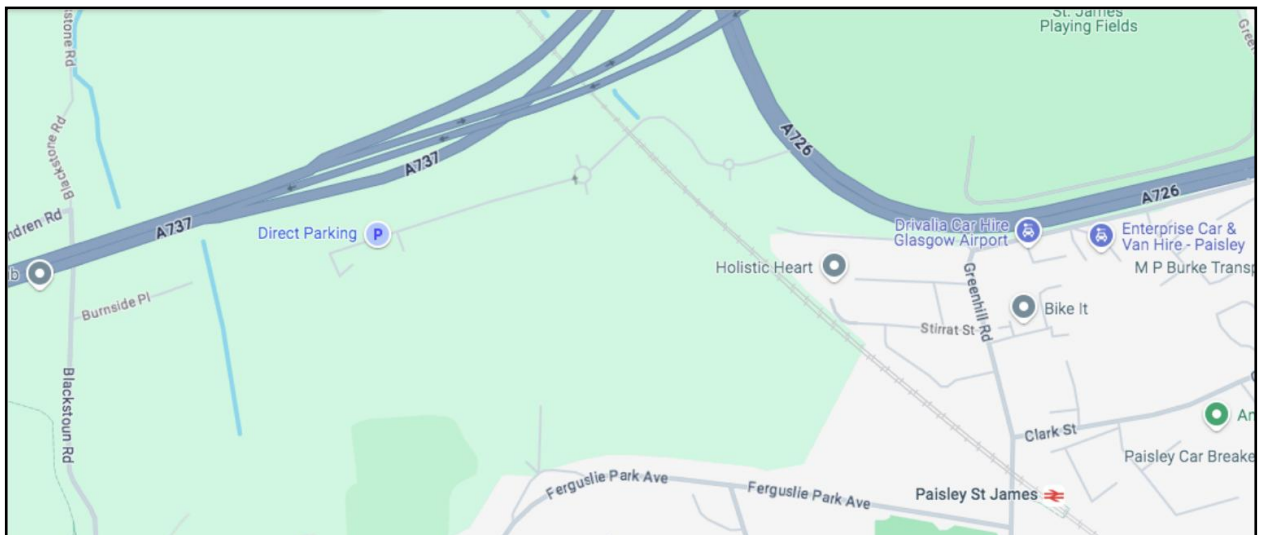 St. James
Playing Fields
Blackstone Rd
A726
A737
A726
ndren Rd
A737
Direct Parking
P
Drivalia Car Hire
Glasgow Airport
Enterprise Car &
Van Hire - Paisley
b
Holistic Heart
M P Burke Transp
Burnside Pl
Greenhill Rd
Bike It
Stirrat St
Blackstoun Rd
An
Clark St
Paisley Car Breake
Ferguslie Park Ave
Ferguslie Park Ave
Paisley St James